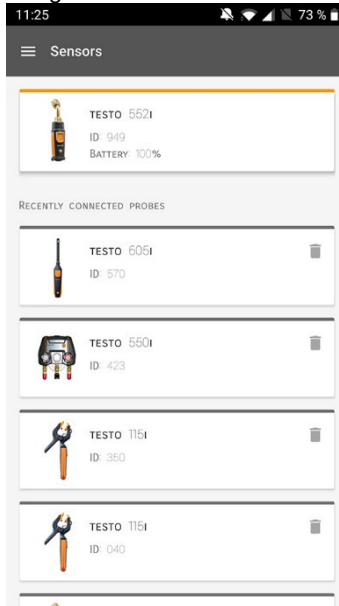 11:25
73 %
Sensors
TESTO 552I
ID: 949
BATTERY: 100%
RECENTLY CONNECTED PROBES
TESTO 605I
ID: 570
TESTO 550I
ID: 423
TESTO 115I
ID: 350
TESTO 115I
ID: 040